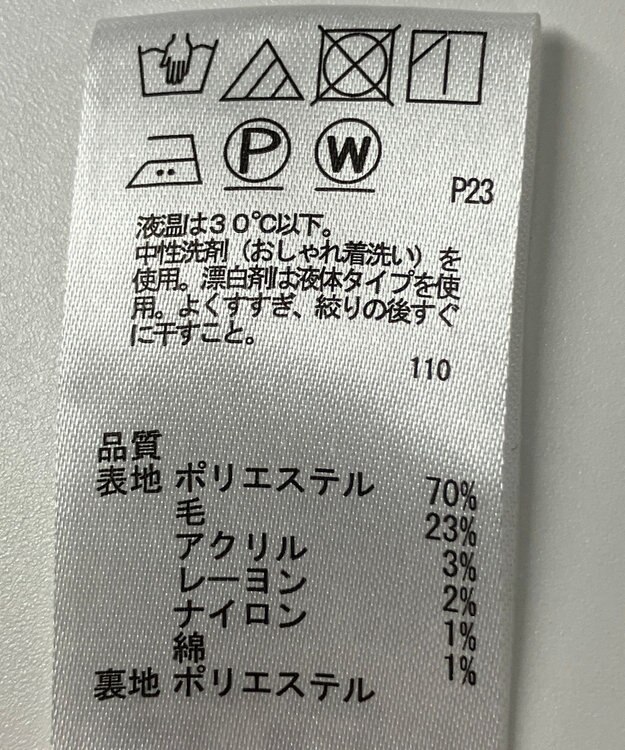 P W P23
液温は30℃以下。
中性洗剤（おしゃれ着洗い）を
使用。漂白剤は液体タイプを使
用。よくすすぎ、絞りの後すぐ
に干すこと。
110
品質
表地 ポリエステル 70%
毛 23%
アクリル 3%
レーヨン 2%
ナイロン 1%
綿 1%
裏地 ポリエステル